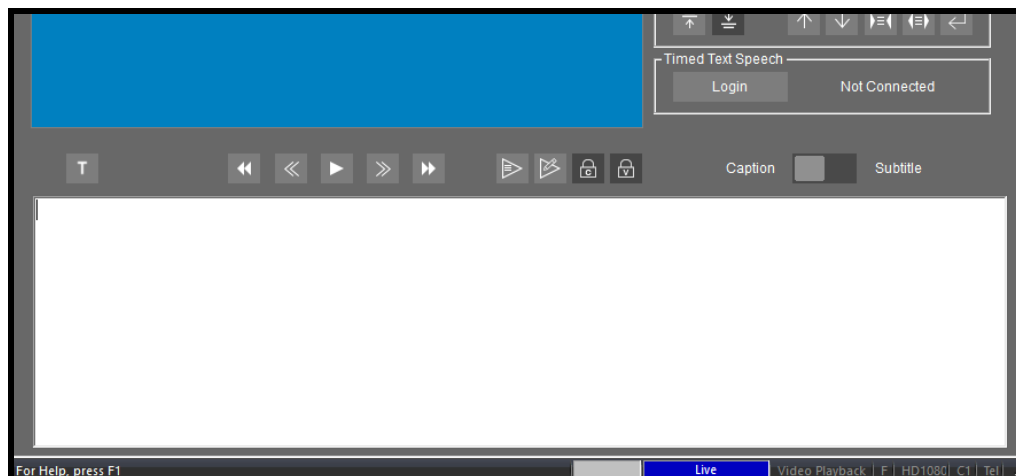 Timed Text Speech
Login Not Connected
T C V Caption Subtitle
For Help, press F1 Live Video Playback F HD1080 C1 Tel